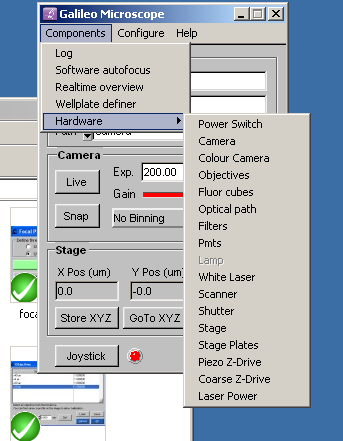 Galileo Microscope
Components Configure Help
Log
Software autofocus
Realtime overview
Wellplate definer
Hardware
Power Switch
Camera
Colour Camera
Objectives
Fluor cubes
Optical path
Filters
Pmts
Lamp
White Laser
Scanner
Shutter
Stage
Stage Plates
Piezo Z-Drive
Coarse Z-Drive
Laser Power
Path Camera
Camera
Live
Exp. 200.00
Gain
Snap
No Binning
Stage
X Pos (um) Y Pos (um)
0.0 -0.0
Store XYZ GoTo XYZ
Joystick
Focal P
foca
Objectives